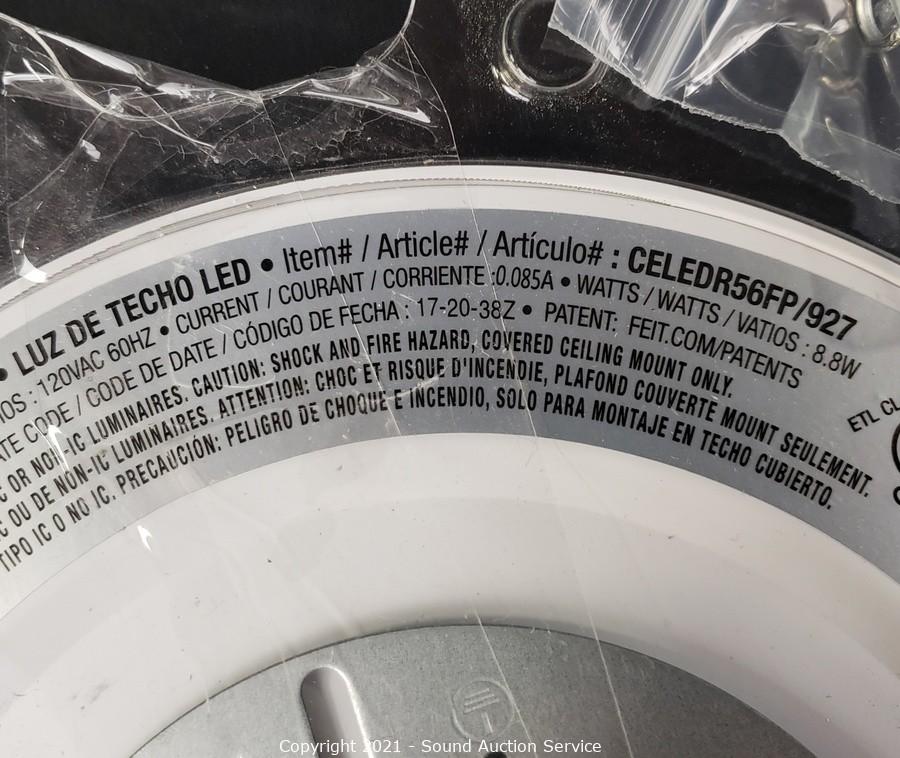 • LUZ DE TECHO LED • Item# / Article# / Artículo# : CELEDR56FP/927
: 120VAC 60HZ • CURRENT / COURANT / CORRIENTE :0.085A • WATTS / WATTS / VATIOS : 8.8W
CODE / CODE DE DATE / CÓDIGO DE FECHA : 17-20-38Z • PATENT: FEIT.COM/PATENTS
OR NON-IC LUMINAIRES. CAUTION: SHOCK AND FIRE HAZARD, COVERED CEILING MOUNT ONLY.
OU DE NON-IC LUMINAIRES. ATTENTION: CHOC ET RISQUE D'INCENDIE, PLAFOND COUVERTE MOUNT SEULEMENT.
TIPO IC O NO IC. PRECAUCIÓN: PELIGRO DE CHOQUE E INCENDIO, SOLO PARA MONTAJE EN TECHO CUBIERTO.
ETL
Copyright 2021 - Sound Auction Service